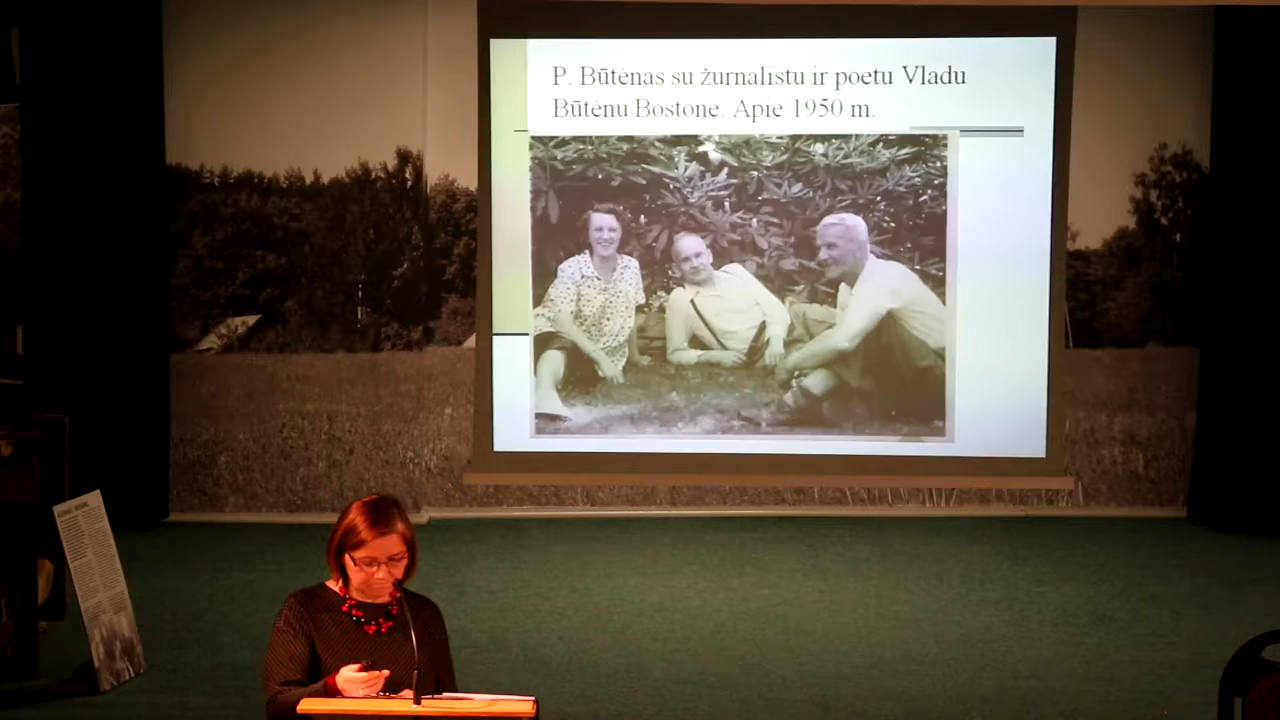 P. Būtėnas su žurnalistu ir poetu Vladu
Būtėnu Bostone. Apie 1950 m.